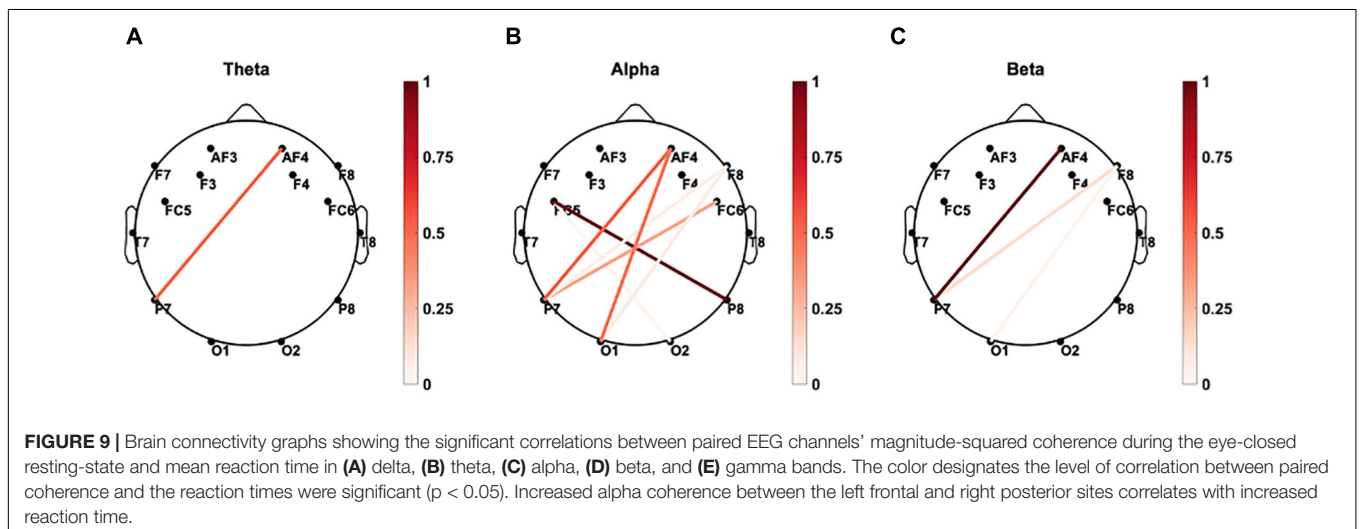 A B C
Theta Alpha Beta
1 1 1
AF3 AF4 AF3 AF4 AF3 AF4
0.75 0.75 0.75
F7 F3 F4 F8 F7 F3 F4 F8 F7 F3 F4 F8
FC5 FC6 FC5 FC6 FC5 FC6
T7 T8 0.5 T7 T8 0.5 T7 T8 0.5
P7 P8 0.25 P7 P8 0.25 P7 P8 0.25
O1 O2 O1 O2 O1 O2
0 0 0
FIGURE 9 | Brain connectivity graphs showing the significant correlations between paired EEG channels’ magnitude-squared coherence during the eye-closed
resting-state and mean reaction time in (A) delta, (B) theta, (C) alpha, (D) beta, and (E) gamma bands. The color designates the level of correlation between paired
coherence and the reaction times were significant (p < 0.05). Increased alpha coherence between the left frontal and right posterior sites correlates with increased
reaction time.